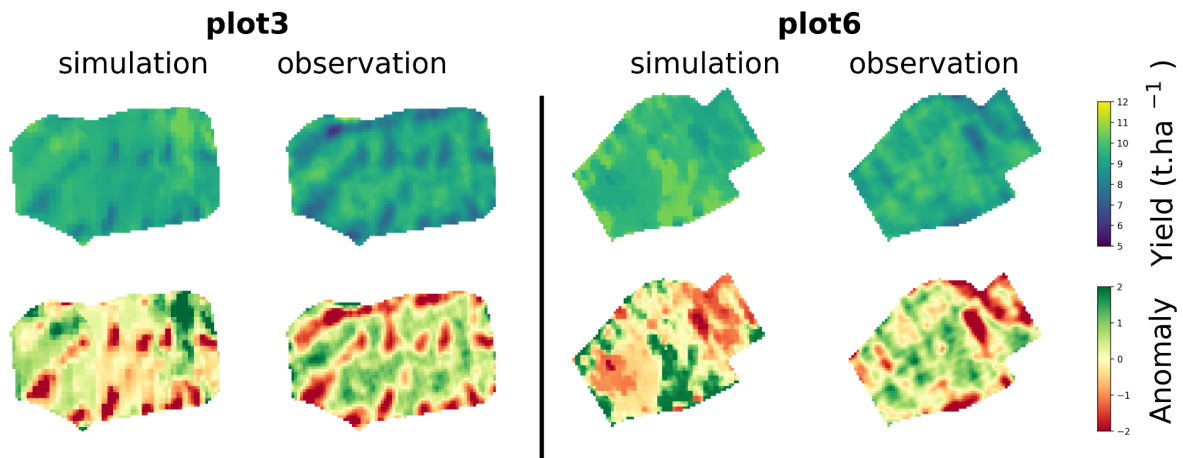 plot3
plot6
simulation
observation
simulation
observation
12
11
10
9
8
7
6
5
Yield (t.ha ⁻¹ )
2
1
0
−1
−2
Anomaly